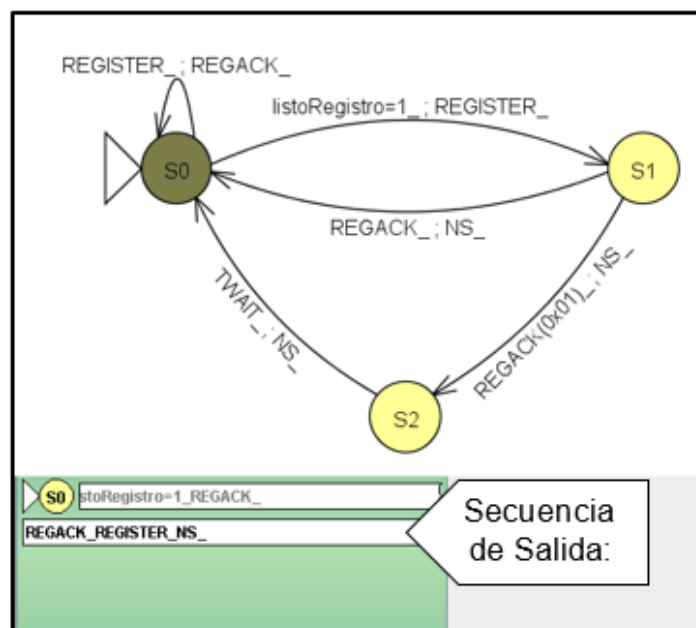 REGISTER_ ; REGACK_
listoRegistro=1_ ; REGISTER_
S0
S1
REGACK_ ; NS_
TWAIT_ ; NS_
REGACK(0x01)_ ; NS_
S2
S0
stoRegistro=1_REGACK_
REGACK_REGISTER_NS_
Secuencia
de Salida: